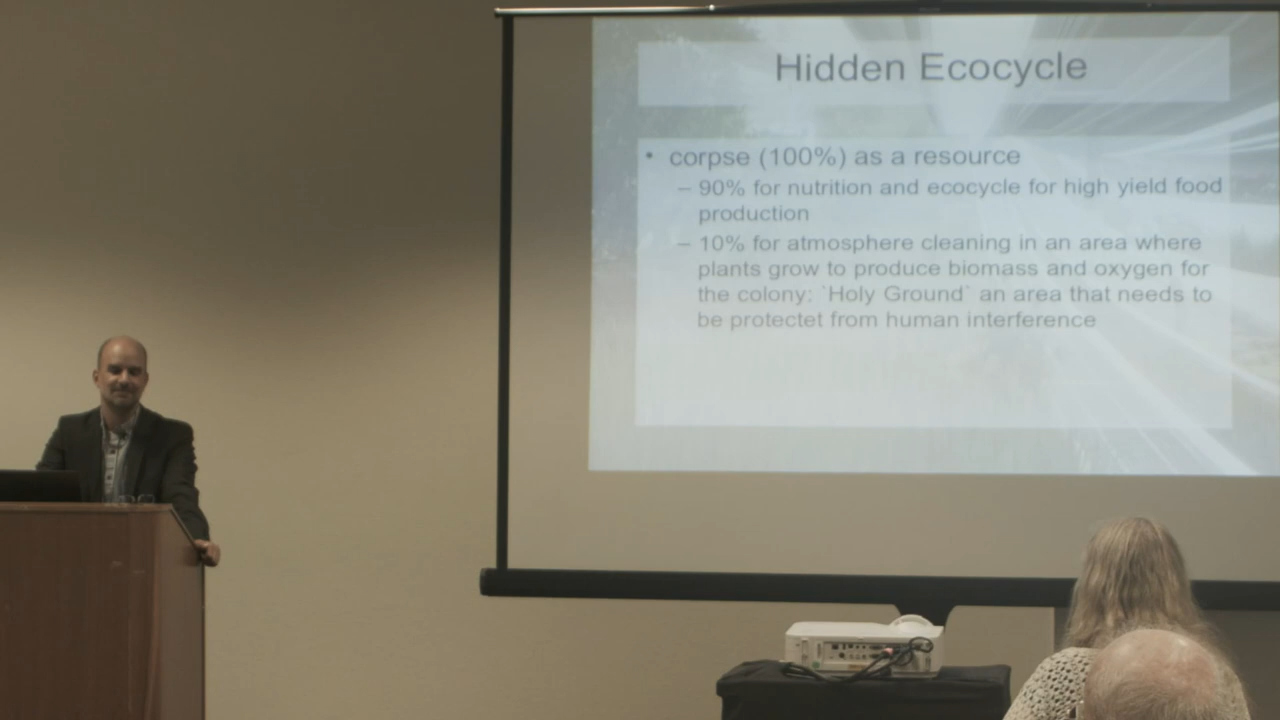 Hidden Ecocycle
• corpse (100%) as a resource
– 90% for nutrition and ecocycle for high yield food
production
– 10% for atmosphere cleaning in an area where
plants grow to produce biomass and oxygen for
the colony: `Holy Ground` an area that needs to
be protectet from human interference